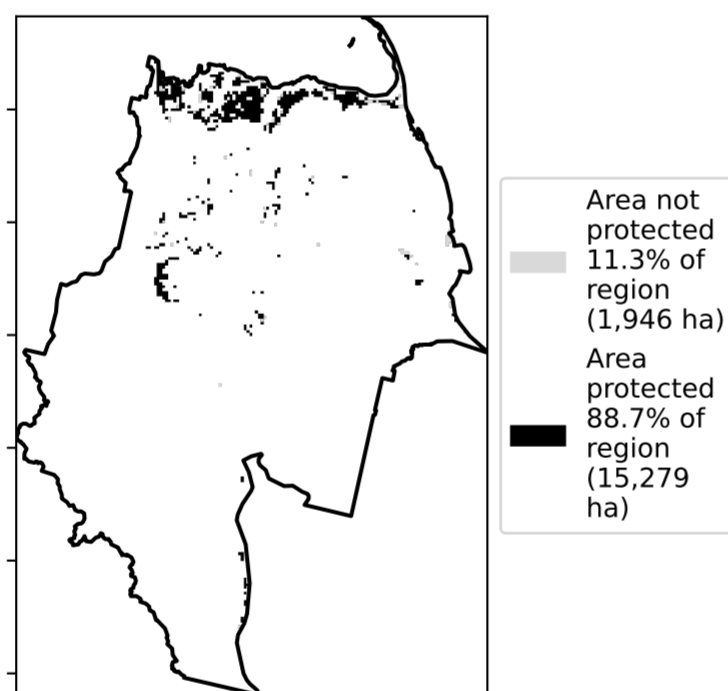 Area not
protected
11.3% of
region
(1,946 ha)
Area
protected
88.7% of
region
(15,279
ha)